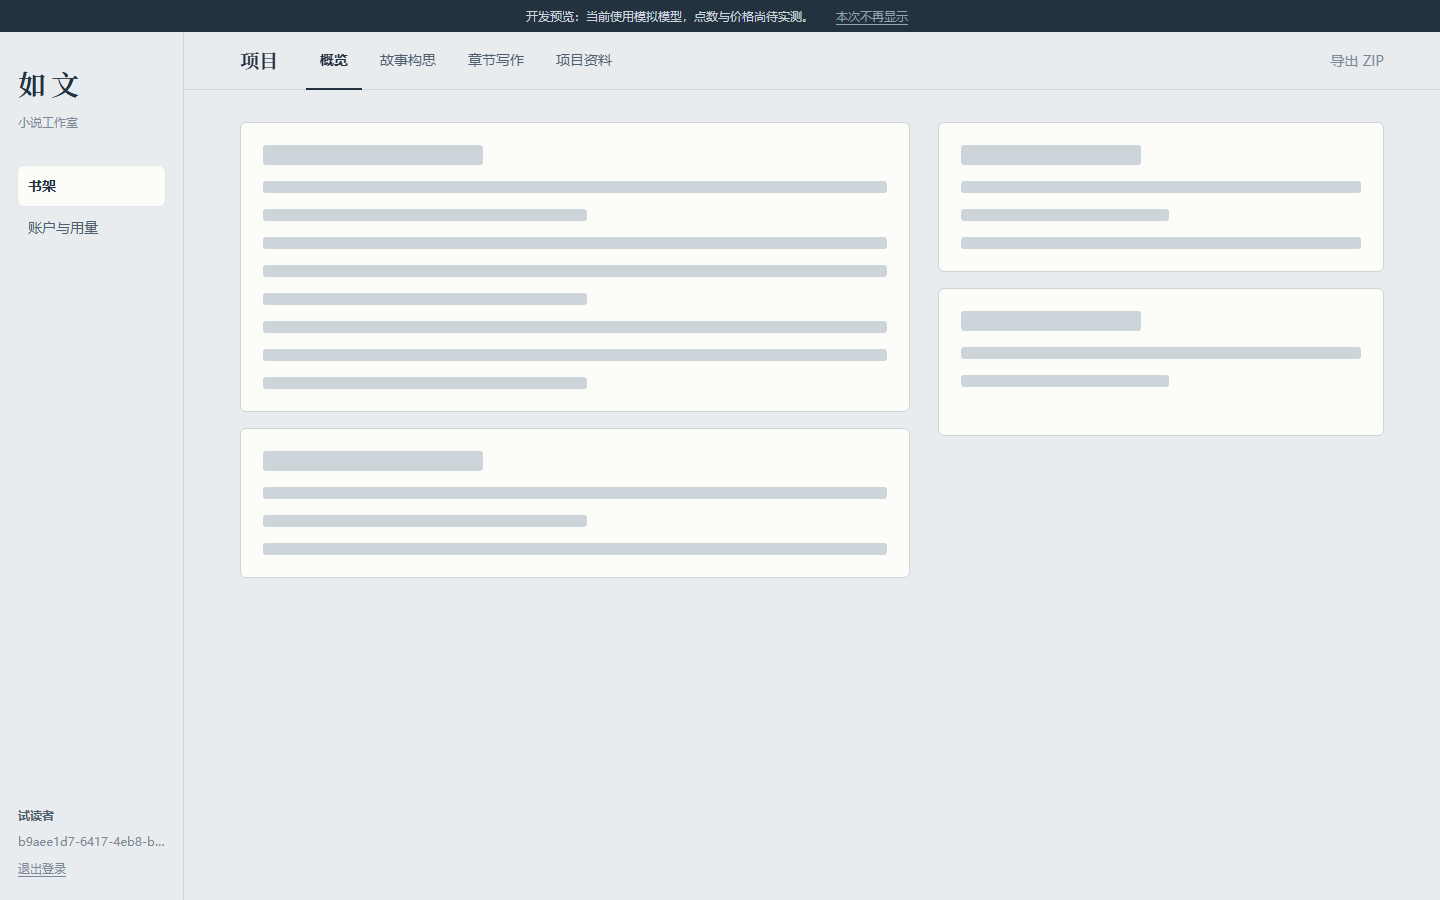 开发预览：当前使用模拟模型，点数与价格尚待实测。 本次不再显示
如文
小说工作室
书架
账户与用量
项目 概览 故事构思 章节写作 项目资料 导出 ZIP
试读者
b9aee1d7-6417-4eb8-b...
退出登录